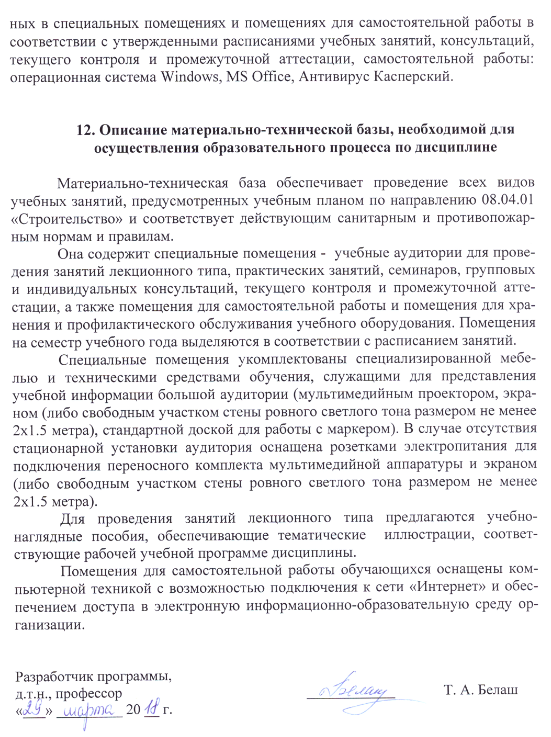 ных в специальных помещениях и помещениях для самостоятельной работы в
соответствии с утвержденными расписаниями учебных занятий, консультаций,
текущего контроля и промежуточной аттестации, самостоятельной работы:
операционная система Windows, MS Office, Антивирус Касперский.
12. Описание материально-технической базы, необходимой для
осуществления образовательного процесса по дисциплине
Материально-техническая база обеспечивает проведение всех видов
учебных занятий, предусмотренных учебным планом по направлению 08.04.01
«Строительство» и соответствует действующим санитарным и противопожар-
ным нормам и правилам.
Она содержит специальные помещения - учебные аудитории для прове-
дения занятий лекционного типа, практических занятий, семинаров, групповых
и индивидуальных консультаций, текущего контроля и промежуточной атте-
стации, а также помещения для самостоятельной работы и помещения для хра-
нения и профилактического обслуживания учебного оборудования. Помещения
на семестр учебного года выделяются в соответствии с расписанием занятий.
Специальные помещения укомплектованы специализированной мебе-
лью и техническими средствами обучения, служащими для представления
учебной информации большой аудитории (мультимедийным проектором, экра-
ном (либо свободным участком стены ровного светлого тона размером не менее
2х1.5 метра), стандартной доской для работы с маркером). В случае отсутствия
стационарной установки аудитория оснащена розетками электропитания для
подключения переносного комплекта мультимедийной аппаратуры и экраном
(либо свободным участком стены ровного светлого тона размером не менее
2х1.5 метра).
Для проведения занятий лекционного типа предлагаются учебно-
наглядные пособия, обеспечивающие тематические иллюстрации, соответ-
ствующие рабочей учебной программе дисциплины.
Помещения для самостоятельной работы обучающихся оснащены ком-
пьютерной техникой с возможностью подключения к сети «Интернет» и обес-
печением доступа в электронную информационно-образовательную среду ор-
ганизации.
Разработчик программы,
д.т.н., профессор Белаш Т. А. Белаш
«29» марта 2018 г.